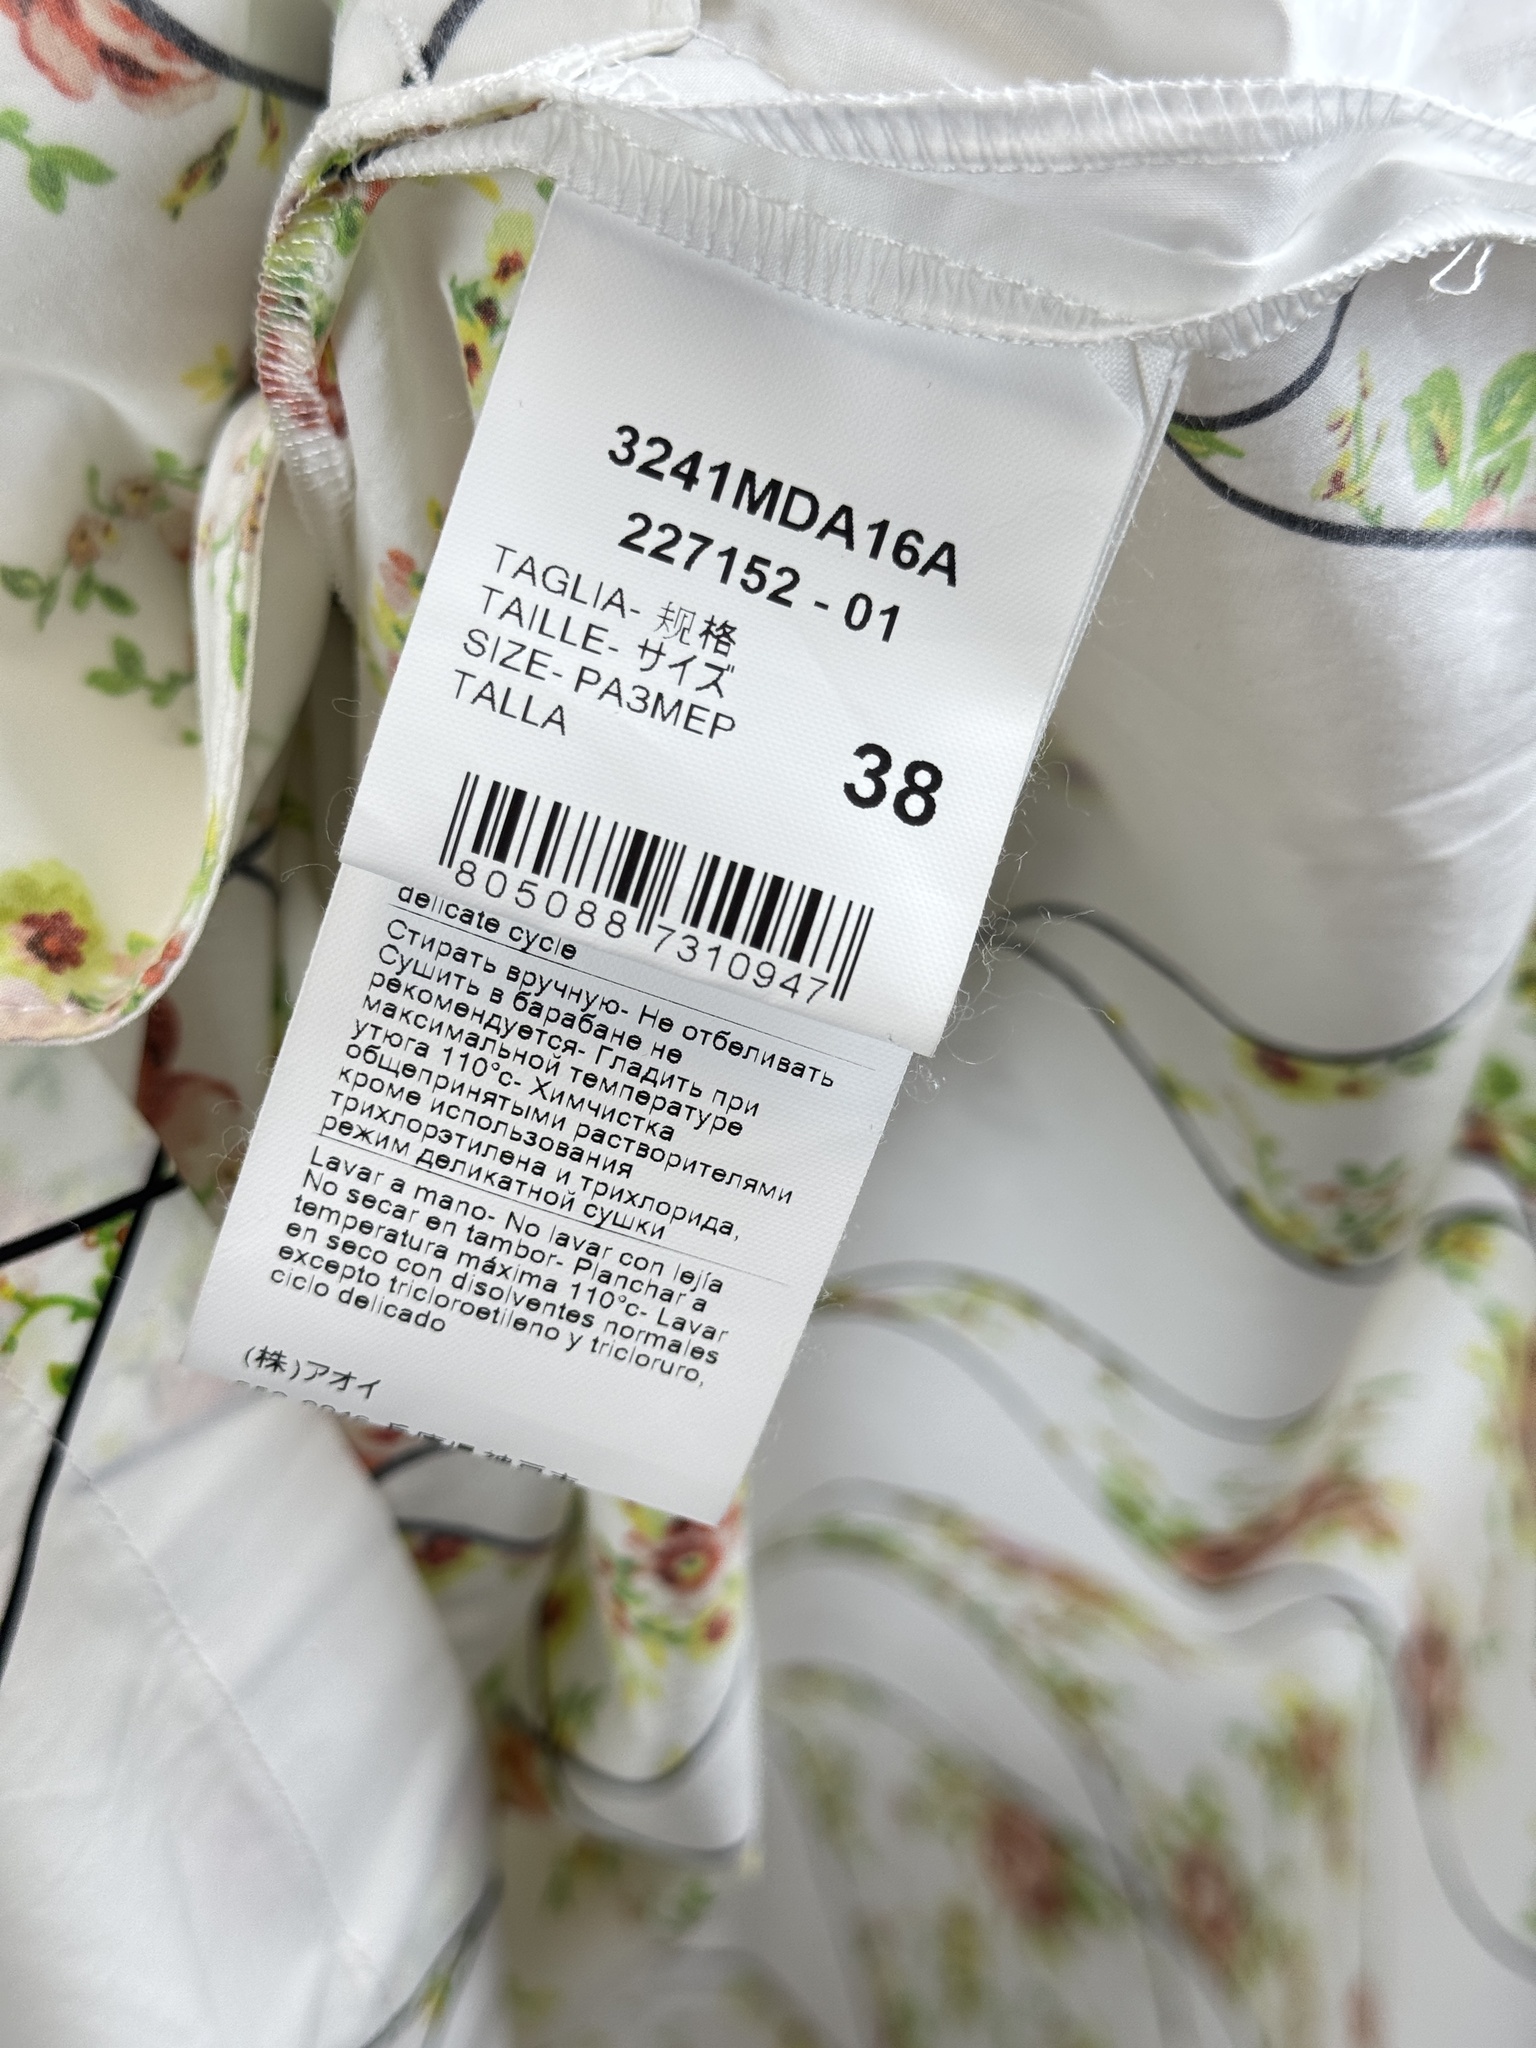 3241MDA16A
227152 - 01
TAGLIA- 规格
TAILLE- サイズ
SIZE- РАЗМЕР
TALLA
38
805088 7310947
delicate cycle
Стирать вручную- Не отбеливать
Сушить в барабане не
рекомендуется- Гладить при
максимальной температуре
утюга 110°c- Химчистка
общепринятыми растворителями
кроме использования
трихлорэтилена и трихлорида,
режим деликатной сушки
Lavar a mano- No lavar con lejía
No secar en tambor- Planchar a
temperatura máxima 110°c- Lavar
en seco con disolventes normales
excepto tricloroetileno y tricloruro,
ciclo delicado
(株)アオイ